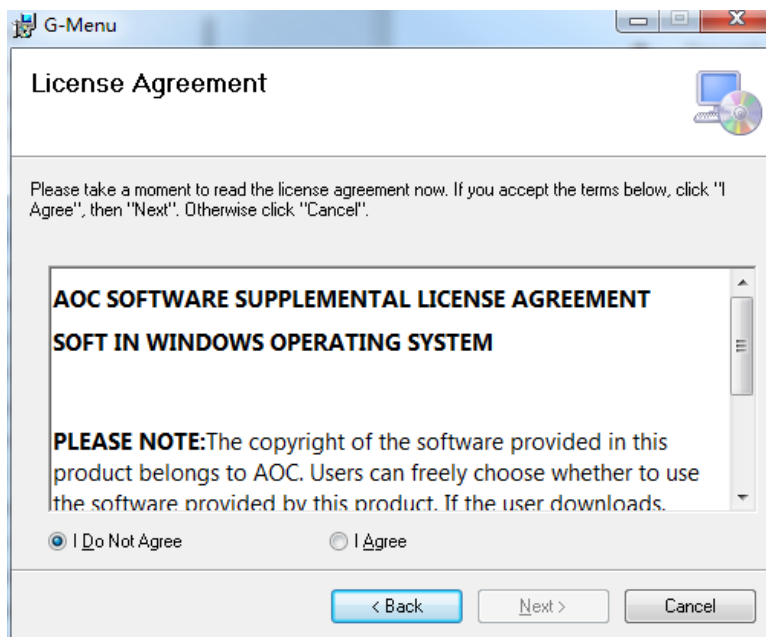 G-Menu
License Agreement
Please take a moment to read the license agreement now. If you accept the terms below, click "I
Agree", then "Next". Otherwise click "Cancel".
AOC SOFTWARE SUPPLEMENTAL LICENSE AGREEMENT
SOFT IN WINDOWS OPERATING SYSTEM
PLEASE NOTE:The copyright of the software provided in this
product belongs to AOC. Users can freely choose whether to use
the software provided by this product. If the user downloads,
I Do Not Agree
I Agree
< Back
Next >
Cancel